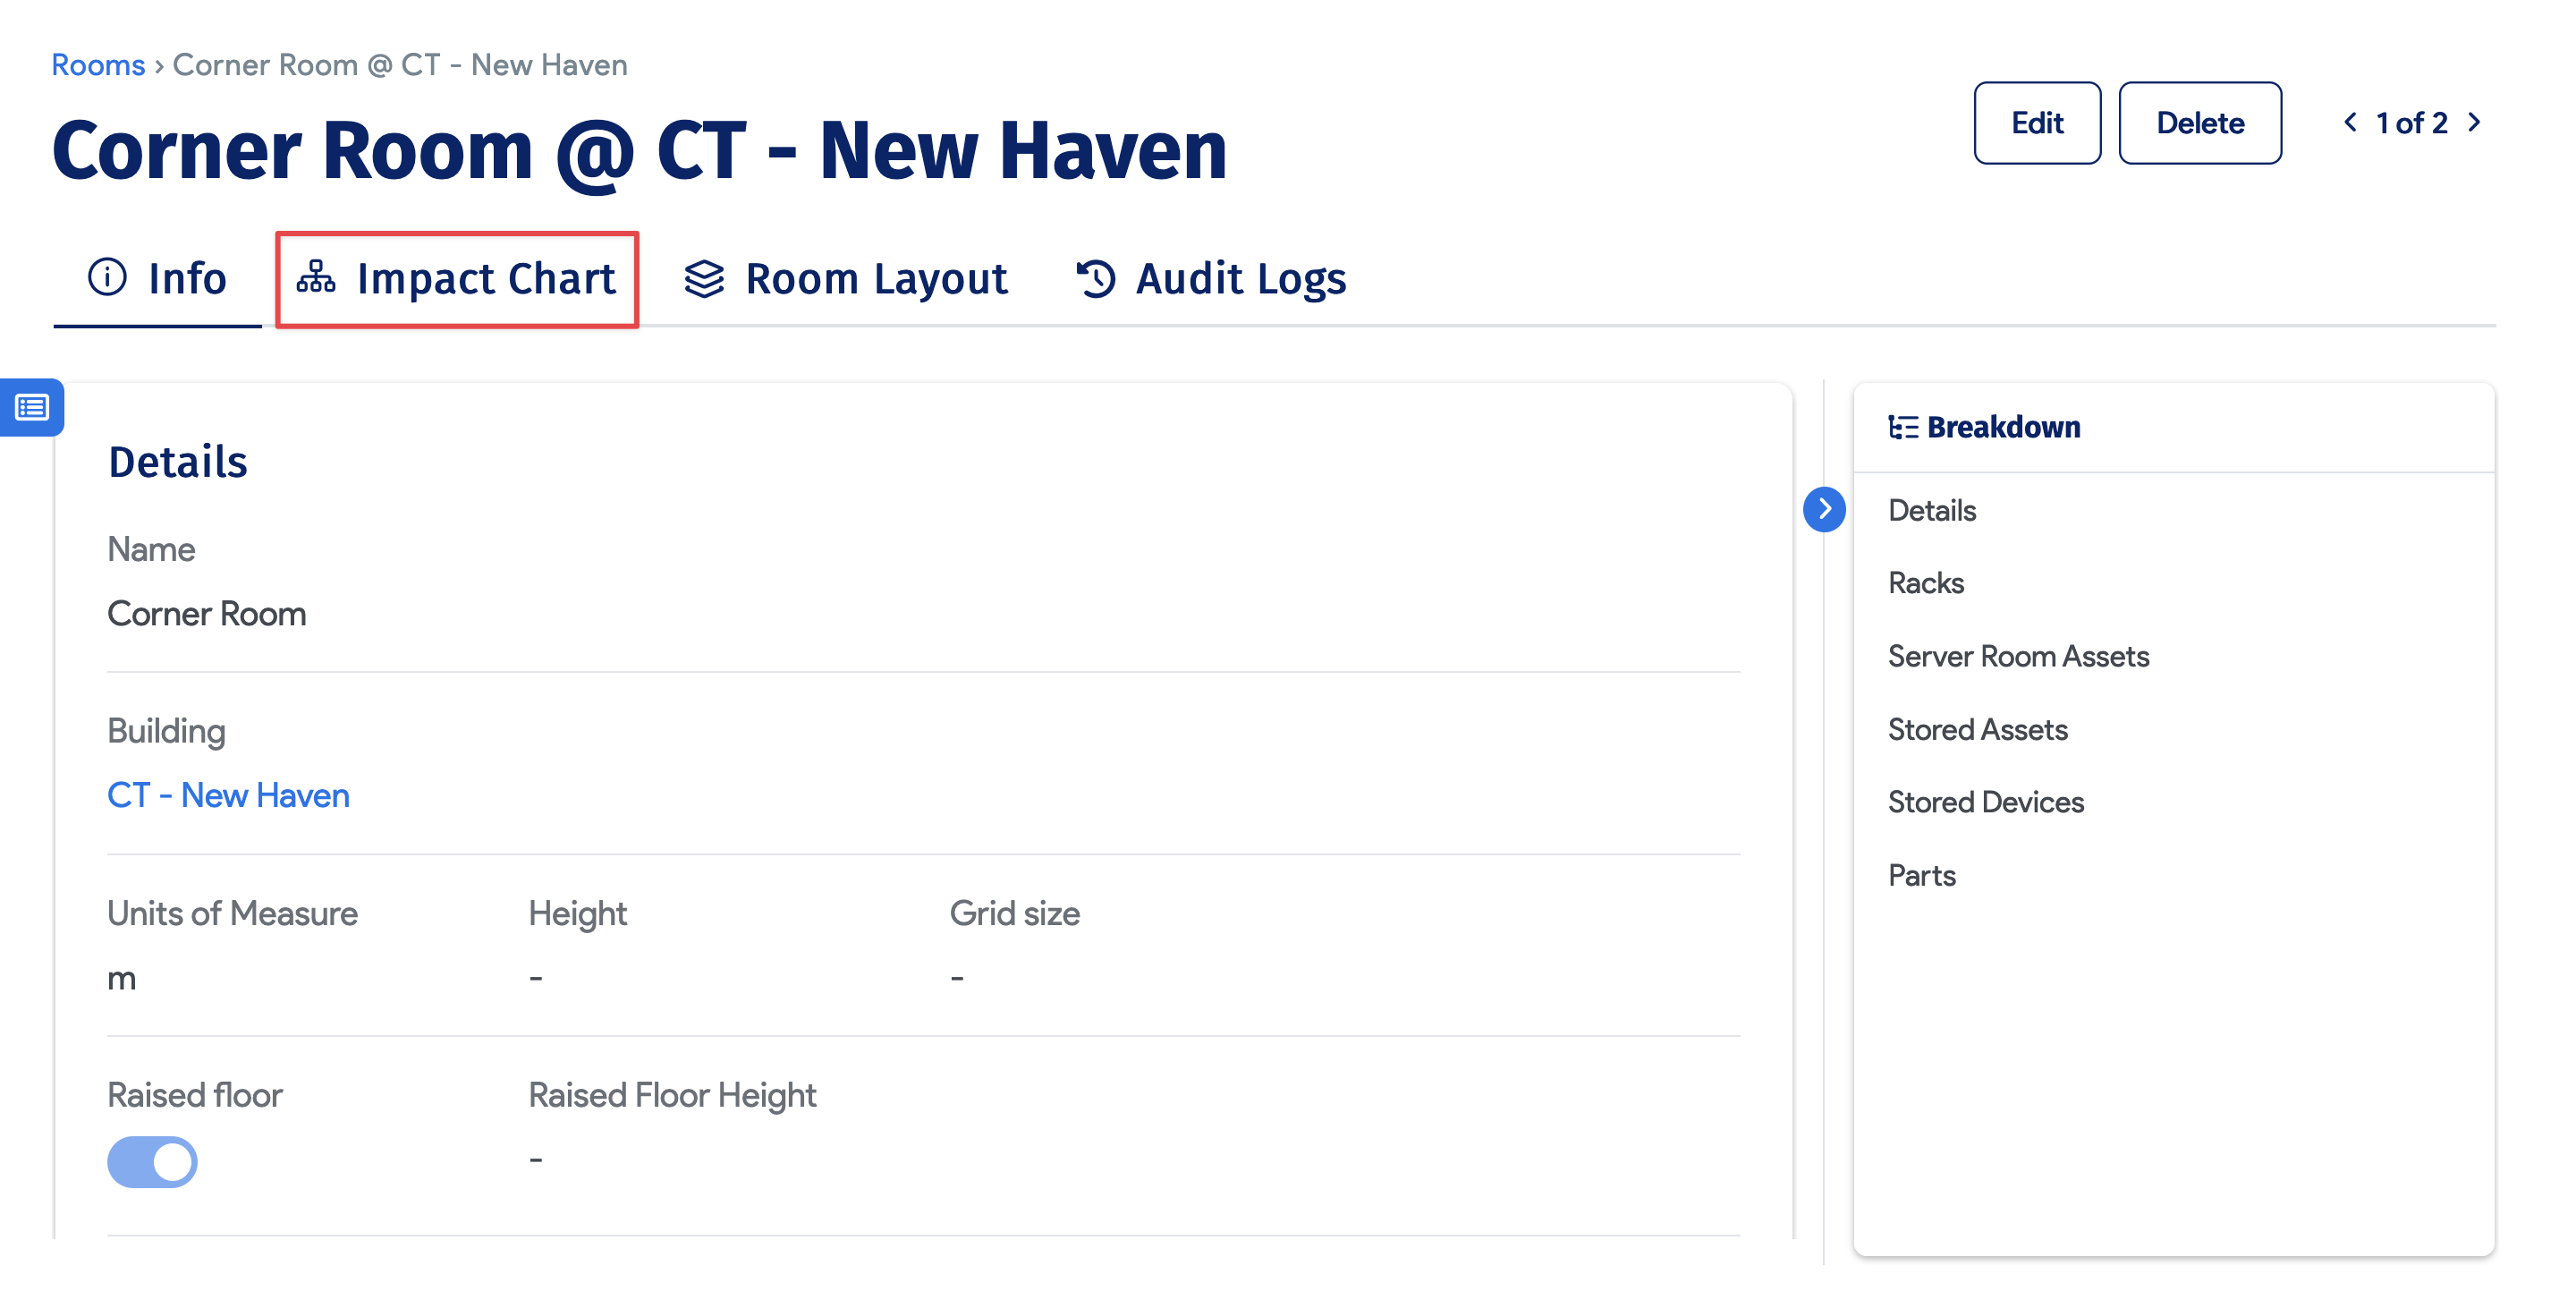 Rooms › Corner Room @ CT - New Haven
Corner Room @ CT - New Haven
Edit
Delete
‹ 1 of 2 ›
Info
Impact Chart
Room Layout
Audit Logs
Details
Name
Corner Room
Building
CT - New Haven
Units of Measure
Height
Grid size
m
-
-
Raised floor
Raised Floor Height
-
Breakdown
Details
Racks
Server Room Assets
Stored Assets
Stored Devices
Parts